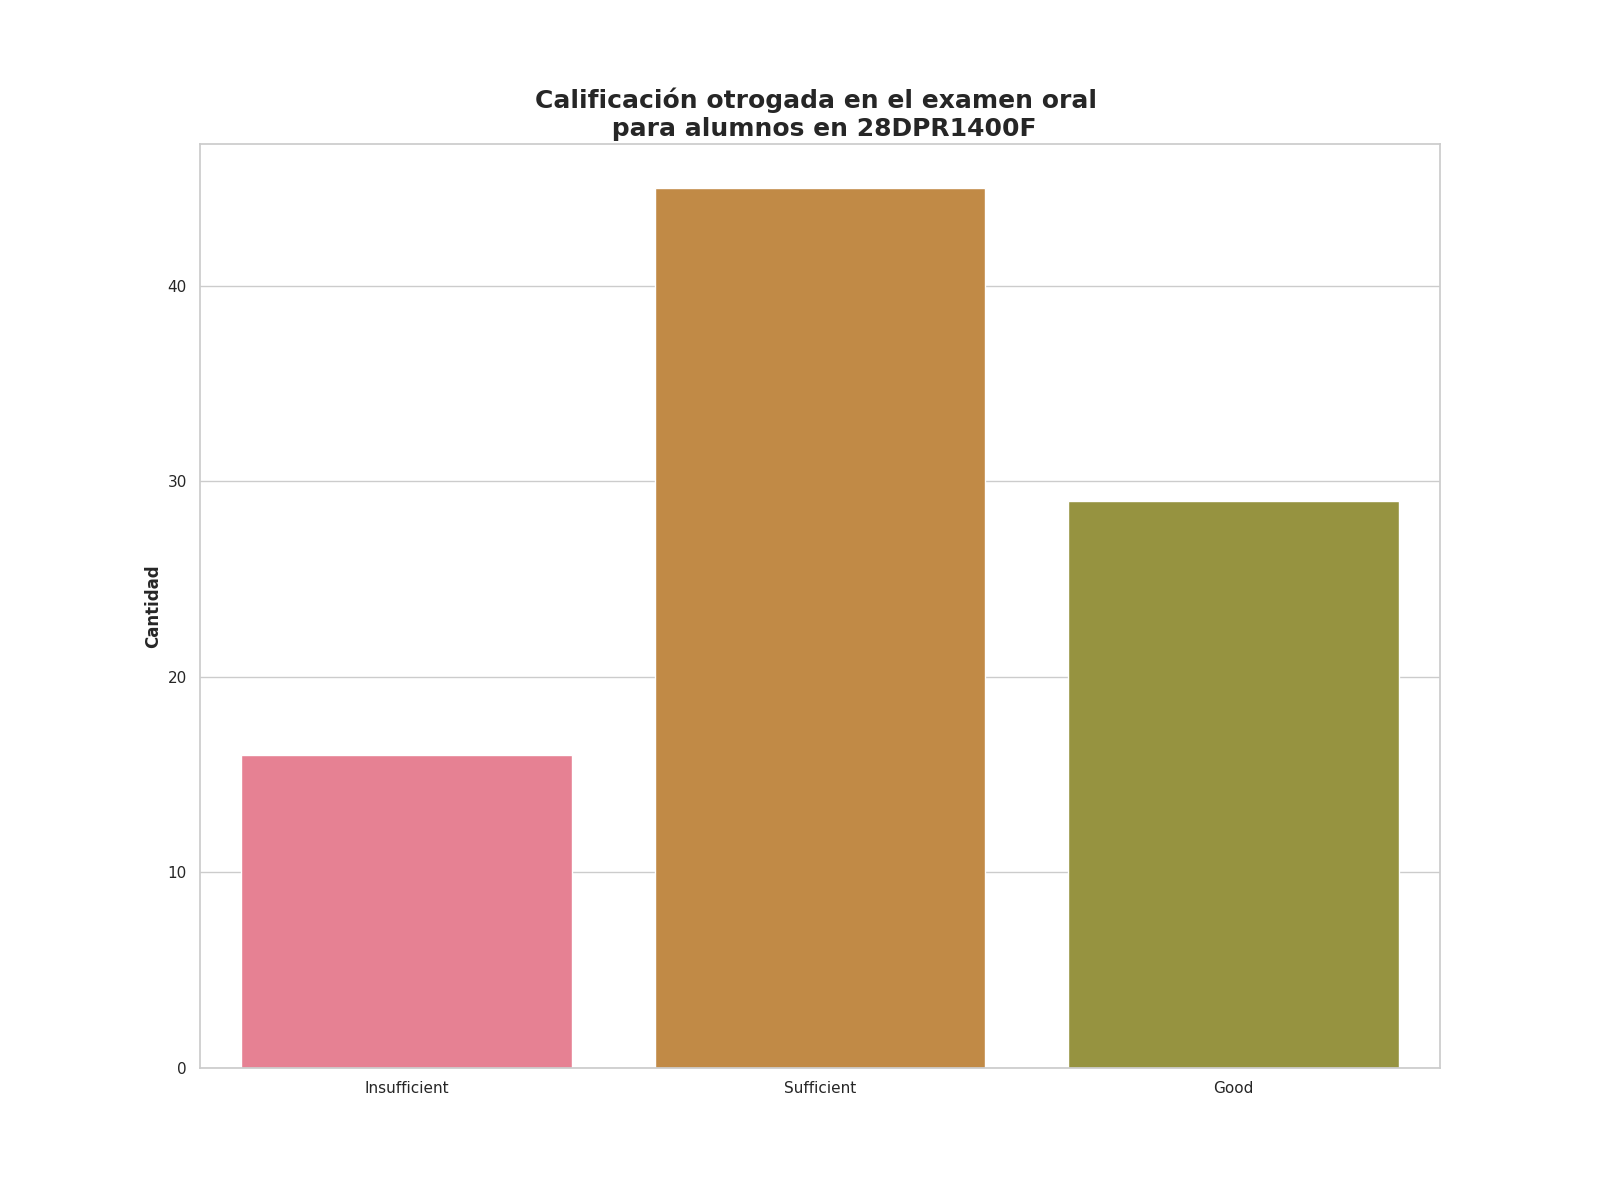 Calificación otrogada en el examen oral
para alumnos en 28DPR1400F
Cantidad
40
30
20
10
0
Insufficient
Sufficient
Good